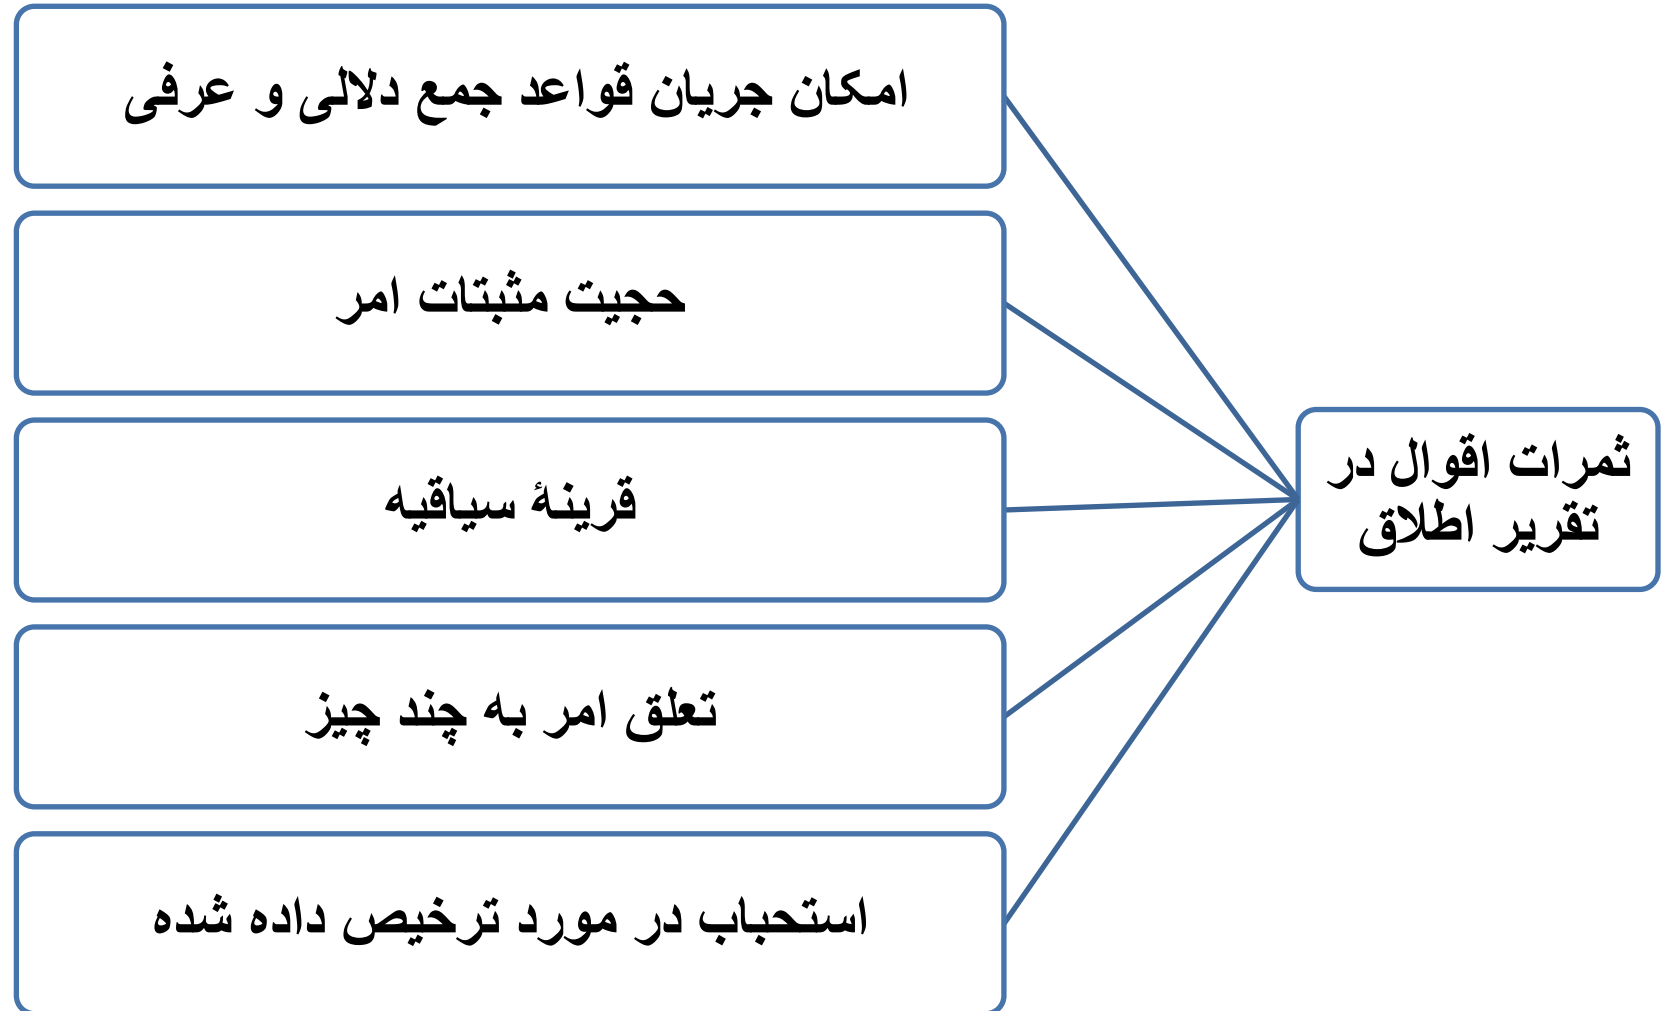 ثمرات اقوال در
تقریر اطلاق
امکان جریان قواعد جمع دلالی و عرفی
حجیت مثبتات امر
قرینۀ سیاقیه
تعلق امر به چند چیز
استحباب در مورد ترخیص داده شده